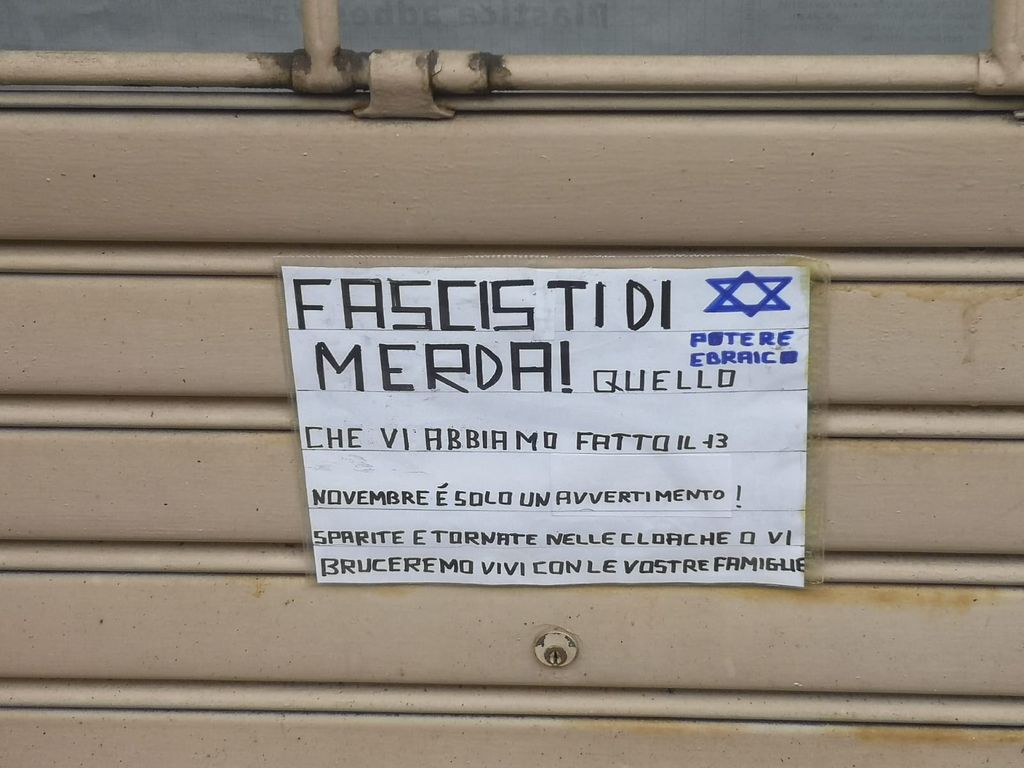 FASCISTI DI
MERDA! QUELLO
POTERE
EBRAICO
CHE VI ABBIAMO FATTO IL 13
NOVEMBRE É SOLO UN AVVERTIMENTO!
SPARITE E TORNATE NELLE CLOACHE O VI
BRUCEREMO VIVI CON LE VOSTRE FAMIGLIE